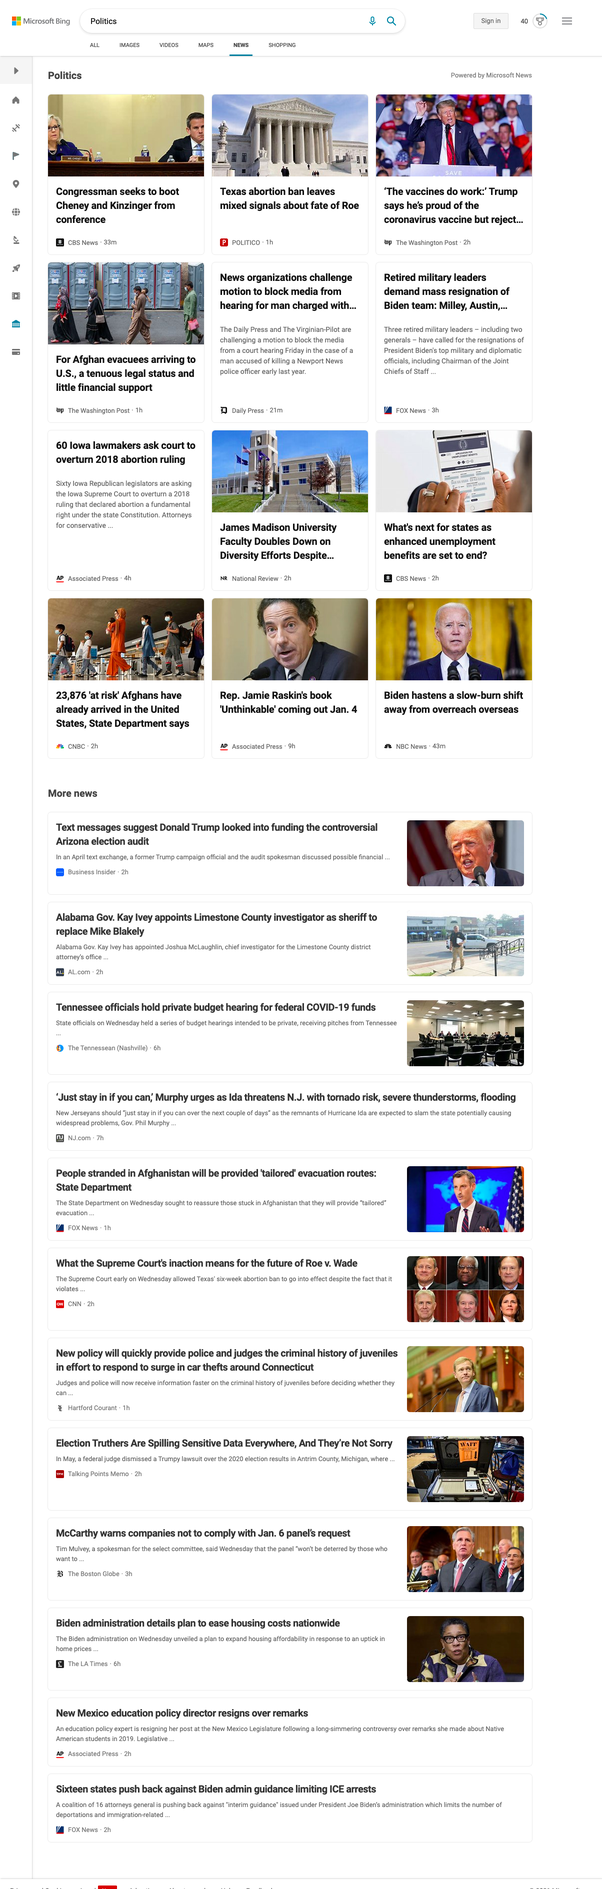 Microsoft Bing
Politics
Sign in
40
ALL
IMAGES
VIDEOS
MAPS
NEWS
SHOPPING
Politics
Powered by Microsoft News
Congressman seeks to boot
Cheney and Kinzinger from
conference
CBS News · 33m
Texas abortion ban leaves
mixed signals about fate of Roe
POLITICO · 1h
SAVE
'The vaccines do work:' Trump
says he's proud of the
coronavirus vaccine but reject...
The Washington Post · 2h
For Afghan evacuees arriving to
U.S., a tenuous legal status and
little financial support
The Washington Post · 1h
News organizations challenge
motion to block media from
hearing for man charged with...
The Daily Press and The Virginian-Pilot are
challenging a motion to block the media
from a court hearing Friday in the case of a
man accused of killing a Newport News
police officer early last year.
Daily Press · 21m
Retired military leaders
demand mass resignation of
Biden team: Milley, Austin,...
Three retired military leaders – including two
generals – have called for the resignations of
President Biden's top military and diplomatic
officials, including Chairman of the Joint
Chiefs of Staff ...
FOX News · 3h
60 Iowa lawmakers ask court to
overturn 2018 abortion ruling
Sixty Iowa Republican legislators are asking
the Iowa Supreme Court to overturn a 2018
ruling that declared abortion a fundamental
right under the state Constitution. Attorneys
for conservative ...
AP Associated Press · 4h
James Madison University
Faculty Doubles Down on
Diversity Efforts Despite...
NR National Review · 2h
What's next for states as
enhanced unemployment
benefits are set to end?
CBS News · 2h
23,876 'at risk' Afghans have
already arrived in the United
States, State Department says
CNBC · 2h
Rep. Jamie Raskin's book
'Unthinkable' coming out Jan. 4
AP Associated Press · 9h
Biden hastens a slow-burn shift
away from overreach overseas
NBC News · 43m
More news
Text messages suggest Donald Trump looked into funding the controversial
Arizona election audit
In an April text exchange, a former Trump campaign official and the audit spokesman discussed possible financial ...
Business Insider · 2h
Alabama Gov. Kay Ivey appoints Limestone County investigator as sheriff to
replace Mike Blakely
Alabama Gov. Kay Ivey has appointed Joshua McLaughlin, chief investigator for the Limestone County district
attorney's office ...
AL.com · 2h
Tennessee officials hold private budget hearing for federal COVID-19 funds
State officials on Wednesday held a series of budget hearings intended to be private, receiving pitches from Tennessee
...
The Tennessean (Nashville) · 6h
'Just stay in if you can,' Murphy urges as Ida threatens N.J. with tornado risk, severe thunderstorms, flooding
New Jerseyans should "just stay in if you can over the next couple of days" as the remnants of Hurricane Ida are expected to slam the state potentially causing
widespread problems, Gov. Phil Murphy ...
NJ.com · 7h
People stranded in Afghanistan will be provided 'tailored' evacuation routes:
State Department
The State Department on Wednesday sought to reassure those stuck in Afghanistan that they will provide "tailored"
evacuation ...
FOX News · 1h
What the Supreme Court's inaction means for the future of Roe v. Wade
The Supreme Court early on Wednesday allowed Texas' six-week abortion ban to go into effect despite the fact that it
violates ...
CNN · 2h
New policy will quickly provide police and judges the criminal history of juveniles
in effort to respond to surge in car thefts around Connecticut
Judges and police will now receive information faster on the criminal history of juveniles before deciding whether they
can ...
Hartford Courant · 1h
Election Truthers Are Spilling Sensitive Data Everywhere, And They're Not Sorry
In May, a federal judge dismissed a Trumpy lawsuit over the 2020 election results in Antrim County, Michigan, where ...
Talking Points Memo · 2h
McCarthy warns companies not to comply with Jan. 6 panel's request
Tim Mulvey, a spokesman for the select committee, said Wednesday that the panel "won't be deterred by those who
want to ...
The Boston Globe · 3h
Biden administration details plan to ease housing costs nationwide
The Biden administration on Wednesday unveiled a plan to expand housing affordability in response to an uptick in
home prices ...
The LA Times · 6h
New Mexico education policy director resigns over remarks
An education policy expert is resigning her post at the New Mexico Legislature following a long-simmering controversy over remarks she made about Native
American students in 2019. Legislative ...
AP Associated Press · 2h
Sixteen states push back against Biden admin guidance limiting ICE arrests
A coalition of 16 attorneys general is pushing back against "interim guidance" issued under President Joe Biden's administration which limits the number of
deportations and immigration-related ...
FOX News · 2h